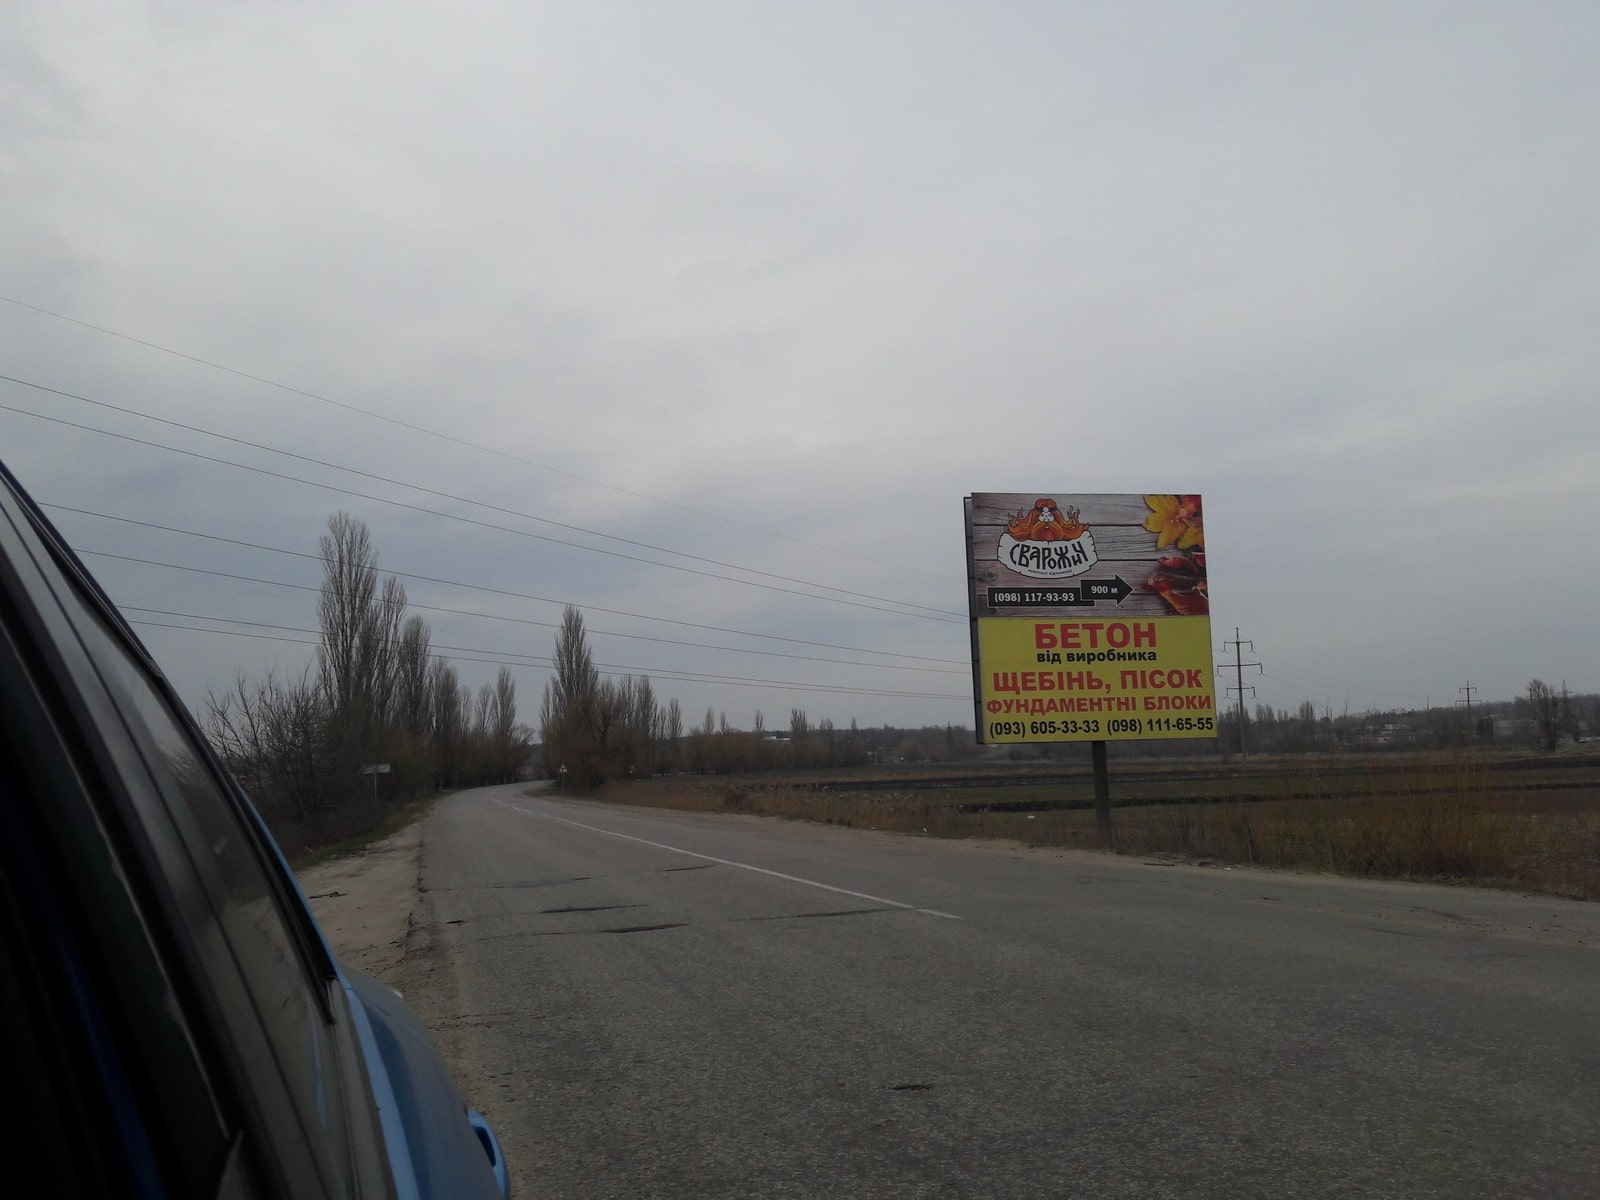 СВАРОЖИЧ
(098) 117-93-93
900 м
БЕТОН
від виробника
ЩЕБІНЬ, ПІСОК
ФУНДАМЕНТНІ БЛОКИ
(093) 605-33-33 (098) 111-65-55